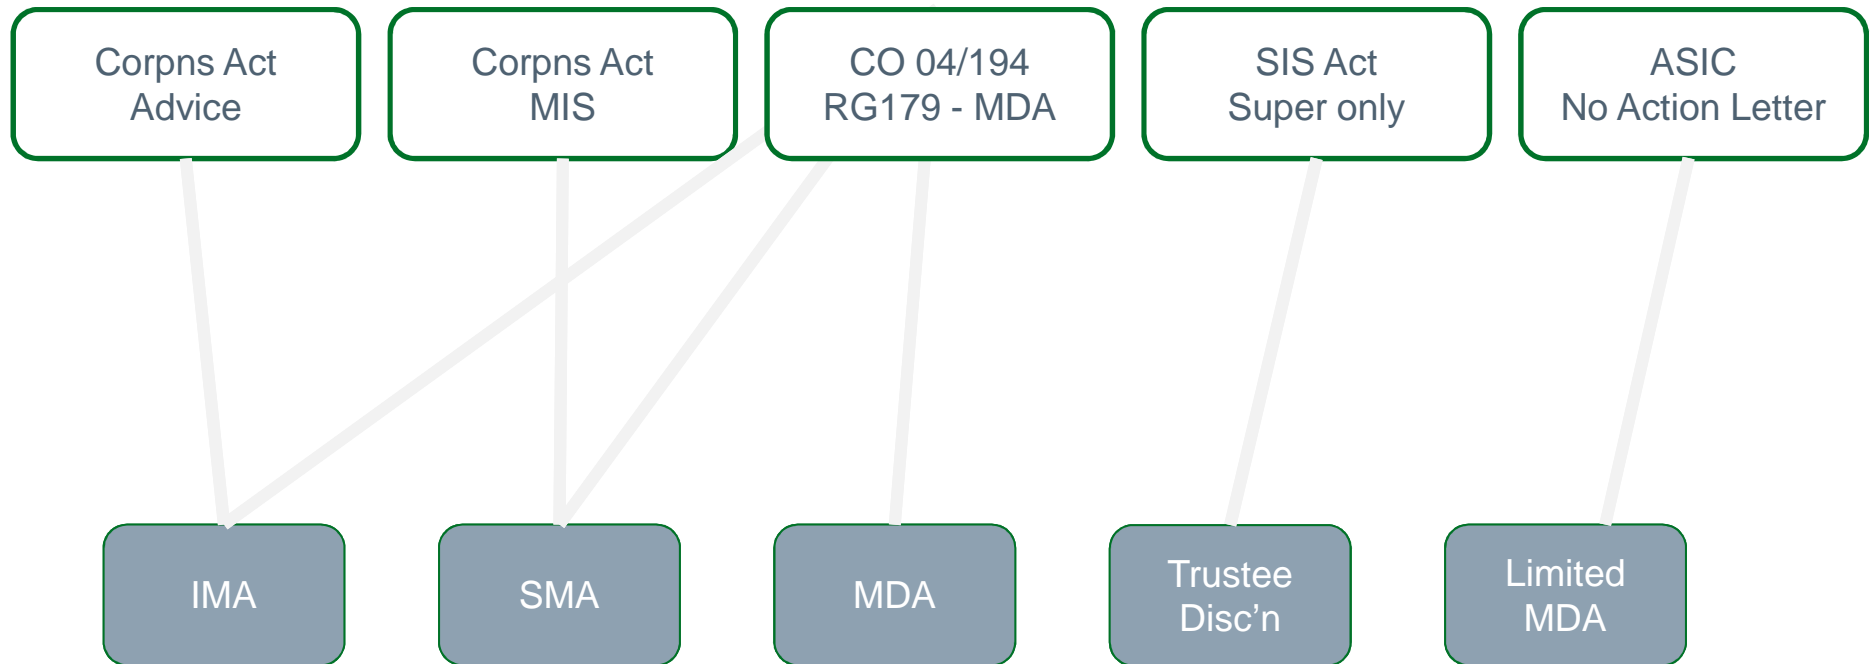 Corpns Act
Advice
Corpns Act
MIS
CO 04/194
RG179 - MDA
SIS Act
Super only
ASIC
No Action Letter
IMA
SMA
MDA
Trustee
Disc’n
Limited
MDA